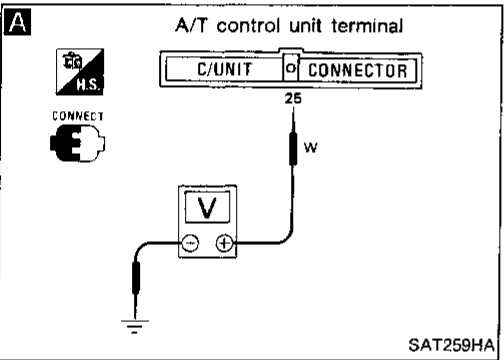 A
A/T control unit terminal
H.S.
C/UNIT
CONNECTOR
CONNECT
25
W
V
SAT259HA